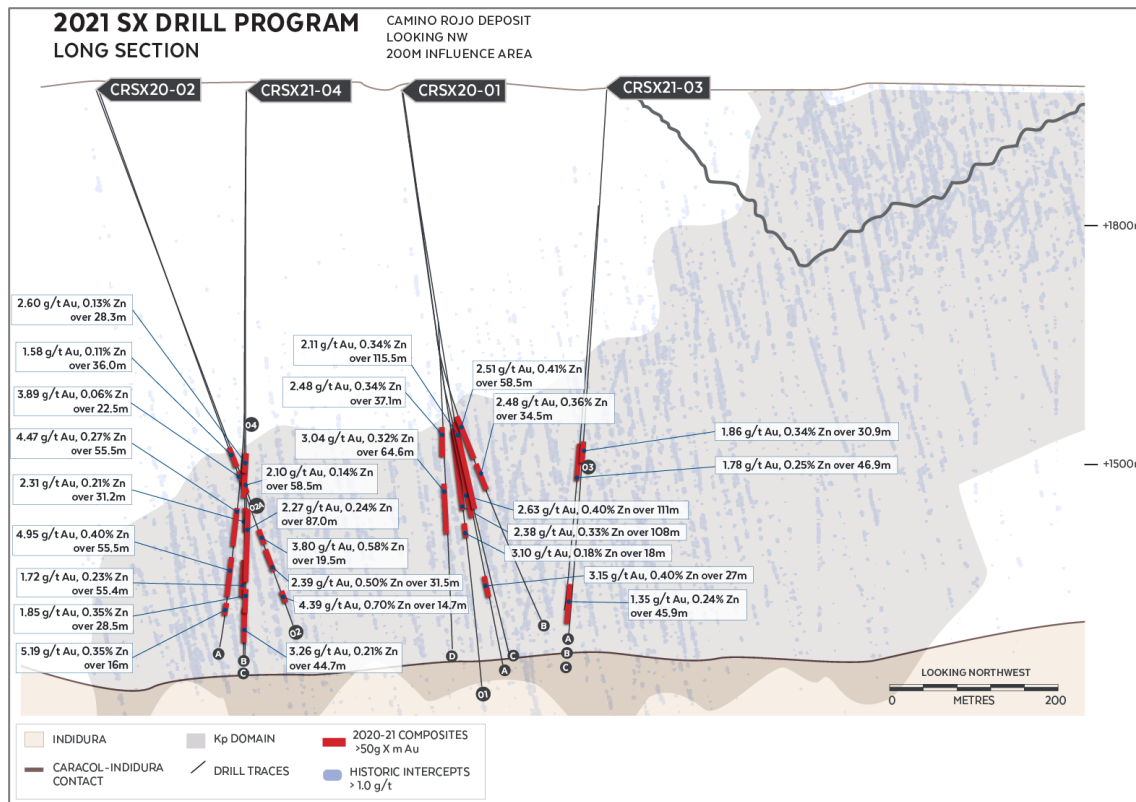 2021 SX DRILL PROGRAM
LONG SECTION
CAMINO ROJO DEPOSIT
LOOKING NW
200M INFLUENCE AREA
CRSX20-02
CRSX21-04
CRSX20-01
CRSX21-03
+1800m
+1500m
2.60 g/t Au, 0.13% Zn
over 28.3m
1.58 g/t Au, 0.11% Zn
over 36.0m
3.89 g/t Au, 0.06% Zn
over 22.5m
4.47 g/t Au, 0.27% Zn
over 55.5m
2.31 g/t Au, 0.21% Zn
over 31.2m
4.95 g/t Au, 0.40% Zn
over 55.5m
1.72 g/t Au, 0.23% Zn
over 55.4m
1.85 g/t Au, 0.35% Zn
over 28.5m
5.19 g/t Au, 0.35% Zn
over 16m
04
02A
2.10 g/t Au, 0.14% Zn
over 58.5m
2.27 g/t Au, 0.24% Zn
over 87.0m
3.80 g/t Au, 0.58% Zn
over 19.5m
2.39 g/t Au, 0.50% Zn over 31.5m
4.39 g/t Au, 0.70% Zn over 14.7m
3.26 g/t Au, 0.21% Zn
over 44.7m
A
B
C
02
2.11 g/t Au, 0.34% Zn
over 115.5m
2.48 g/t Au, 0.34% Zn
over 37.1m
3.04 g/t Au, 0.32% Zn
over 64.6m
2.51 g/t Au, 0.41% Zn
over 58.5m
2.48 g/t Au, 0.36% Zn
over 34.5m
2.63 g/t Au, 0.40% Zn over 111m
2.38 g/t Au, 0.33% Zn over 108m
3.10 g/t Au, 0.18% Zn over 18m
3.15 g/t Au, 0.40% Zn over 27m
D
01
A
C
B
1.86 g/t Au, 0.34% Zn over 30.9m
03
1.78 g/t Au, 0.25% Zn over 46.9m
1.35 g/t Au, 0.24% Zn
over 45.9m
A
B
C
LOOKING NORTHWEST
0
METRES
200
INDIDURA
Kp DOMAIN
2020-21 COMPOSITES
>50g X m Au
CARACOL-INDIDURA
CONTACT
DRILL TRACES
HISTORIC INTERCEPTS
> 1.0 g/t